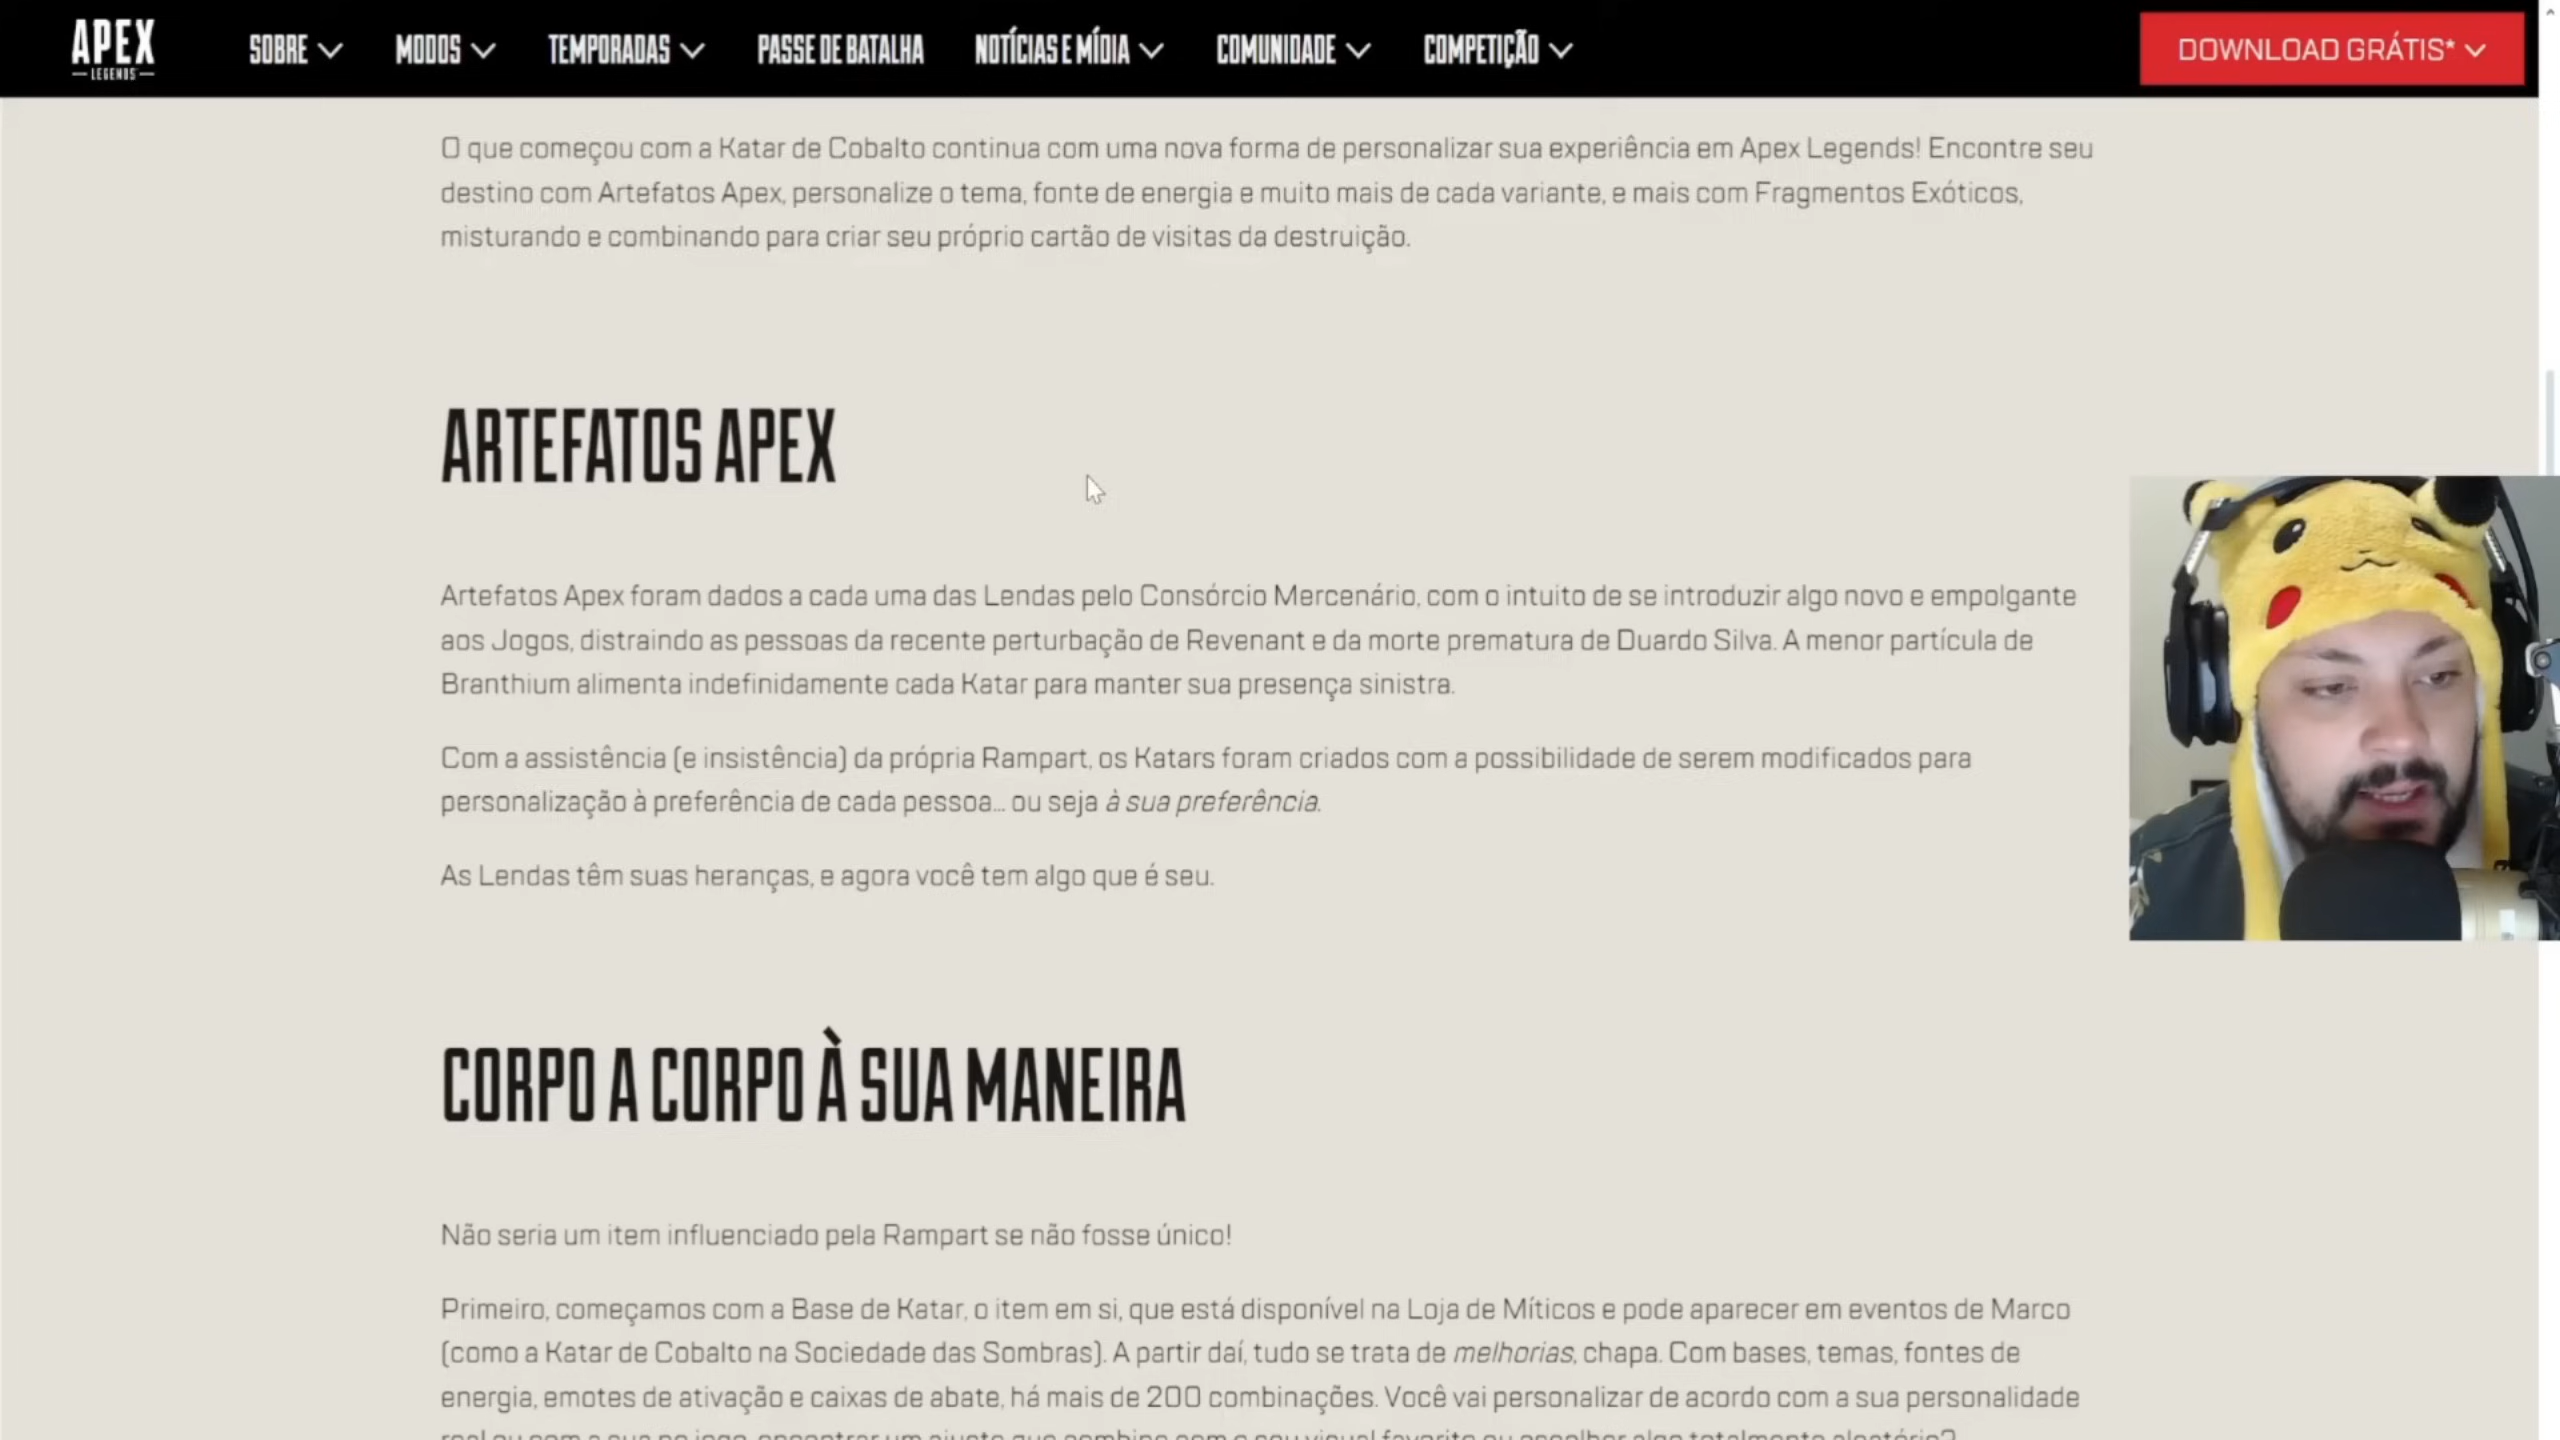 APEX
LEGENDS
SOBRE
MODOS
TEMPORADAS
PASSE DE BATALHA
NOTÍCIAS E MÍDIA
COMUNIDADE
COMPETIÇÃO
DOWNLOAD GRÁTIS*
O que começou com a Katar de Cobalto continua com uma nova forma de personalizar sua experiência em Apex Legends! Encontre seu
destino com Artefatos Apex, personalize o tema, fonte de energia e muito mais de cada variante, e mais com Fragmentos Exóticos,
misturando e combinando para criar seu próprio cartão de visitas da destruição.
ARTEFATOS APEX
Artefatos Apex foram dados a cada uma das Lendas pelo Consórcio Mercenário, com o intuito de se introduzir algo novo e empolgante
aos Jogos, distraindo as pessoas da recente perturbação de Revenant e da morte prematura de Duardo Silva. A menor partícula de
Branthium alimenta indefinidamente cada Katar para manter sua presença sinistra.
Com a assistência (e insistência) da própria Rampart, os Katars foram criados com a possibilidade de serem modificados para
personalização à preferência de cada pessoa... ou seja à sua preferência.
As Lendas têm suas heranças, e agora você tem algo que é seu.
CORPO A CORPO À SUA MANEIRA
Não seria um item influenciado pela Rampart se não fosse único!
Primeiro, começamos com a Base de Katar, o item em si, que está disponível na Loja de Míticos e pode aparecer em eventos de Marco
(como a Katar de Cobalto na Sociedade das Sombras). A partir daí, tudo se trata de melhorias, chapa. Com bases, temas, fontes de
energia, emotes de ativação e caixas de abate, há mais de 200 combinações. Você vai personalizar de acordo com a sua personalidade